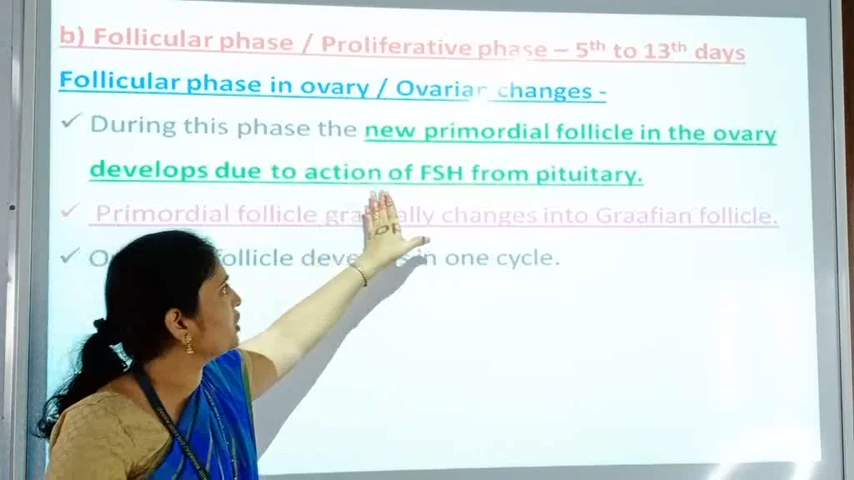 b) Follicular phase / Proliferative phase – 5th to 13th days
Follicular phase in ovary / Ovarian changes -
✓ During this phase the new primordial follicle in the ovary
develops due to action of FSH from pituitary.
✓ Primordial follicle gradually changes into Graafian follicle.
✓ follicle in one cycle.